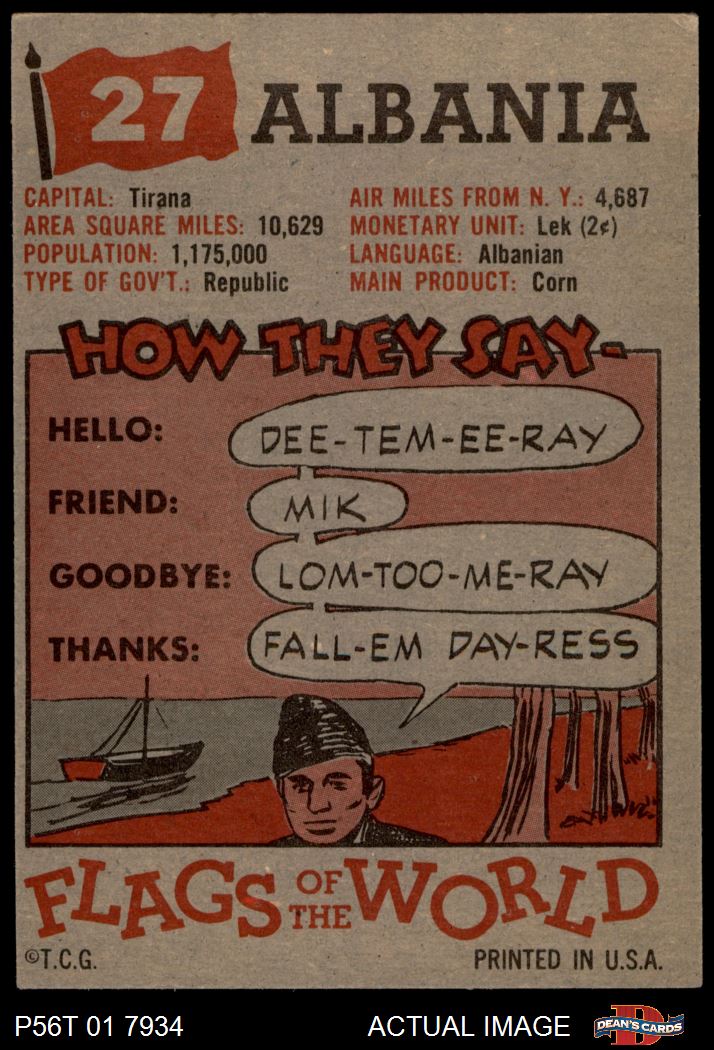 27 ALBANIA
CAPITAL: Tirana
AREA SQUARE MILES: 10,629
POPULATION: 1,175,000
TYPE OF GOV'T.: Republic
AIR MILES FROM N. Y.: 4,687
MONETARY UNIT: Lek (2¢)
LANGUAGE: Albanian
MAIN PRODUCT: Corn
HOW THEY SAY-
HELLO: DEE-TEM-EE-RAY
FRIEND: MIK
GOODBYE: LOM-TOO-ME-RAY
THANKS: FALL-EM DAY-RESS
FLAGS OF THE WORLD
©T.C.G. PRINTED IN U.S.A.
P56T 01 7934 ACTUAL IMAGE D DEAN'S CARDS